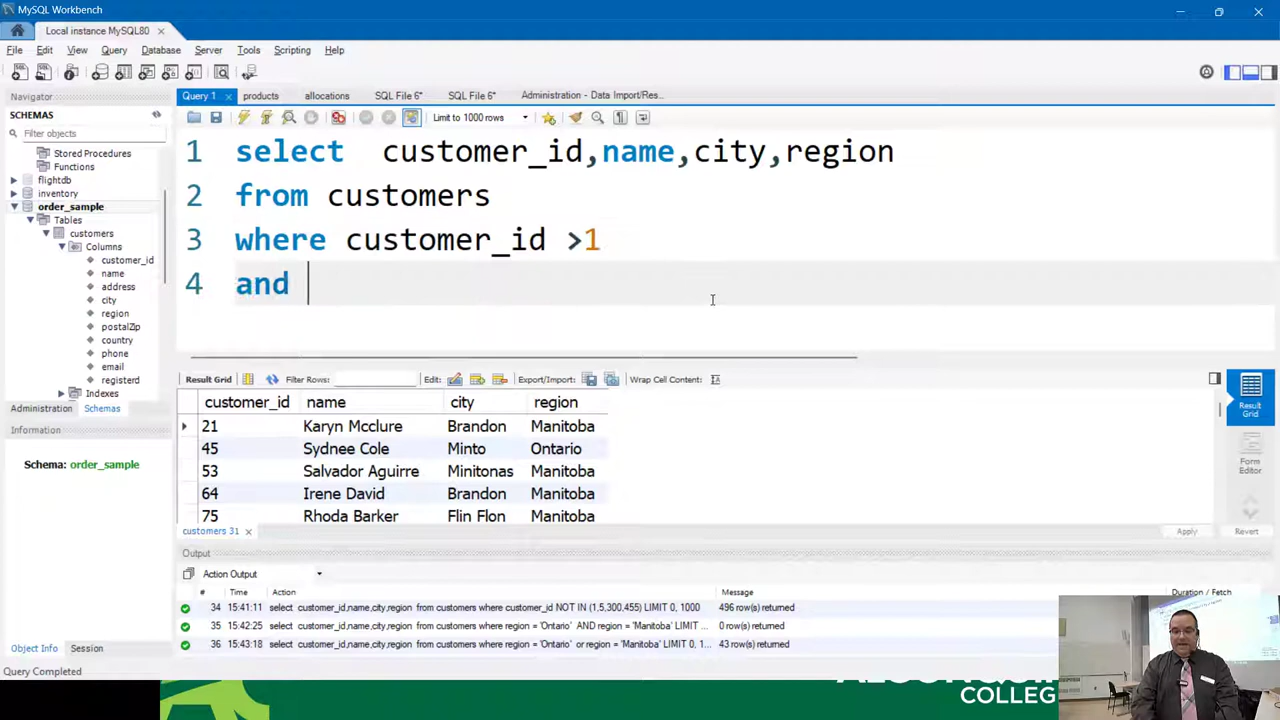 MySQL Workbench
Local instance MySQL80
File Edit View Query Database Server Tools Scripting Help
Navigator
SCHEMAS
Filter objects
Stored Procedures
Functions
flightdb
inventory
order_sample
Tables
customers
Columns
customer_id
name
address
city
region
postalZip
country
phone
email
registerd
Indexes
Administration Schemas
Information
Schema: order_sample
Object Info Session
Query Completed
Query 1 products allocations SQL File 6* SQL File 6* Administration - Data Import/Res...
Limit to 1000 rows
1 select  customer_id,name,city,region
2 from customers
3 where customer_id >1
4 and
Result Grid Filter Rows: Edit: Export/Import: Wrap Cell Content:
customer_id name city region
21 Karyn Mcclure Brandon Manitoba
45 Sydnee Cole Minto Ontario
53 Salvador Aguirre Minitonas Manitoba
64 Irene David Brandon Manitoba
75 Rhoda Barker Flin Flon Manitoba
Result Grid
Form Editor
customers 31 Apply Revert
Output
Action Output
# Time Action Message Duration / Fetch
34 15:41:11 select customer_id,name,city,region from customers where customer_id NOT IN (1,5,300,455) LIMIT 0, 1000 496 row(s) returned
35 15:42:25 select customer_id,name,city,region from customers where region = 'Ontario' AND region = 'Manitoba' LIMIT ... 0 row(s) returned
36 15:43:18 select customer_id,name,city,region from customers where region = 'Ontario' or region = 'Manitoba' LIMIT 0, 1... 43 row(s) returned
COLLEG